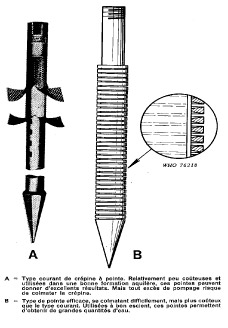 WHO 76216
A
B
A – Type courant de crépine à pointe. Relativement peu coûteuses et
utilisées dans une bonne formation aquifère, ces pointes peuvent
donner d'excellents résultats. Mais tout excès de pompage risque
de colmater la crépine.
B – Type de pointe efficace, se colmatant difficilement, mais plus coûteux
que le type courant. Utilisées à bon escient, ces pointes permettent
d'obtenir de grandes quantités d'eau.